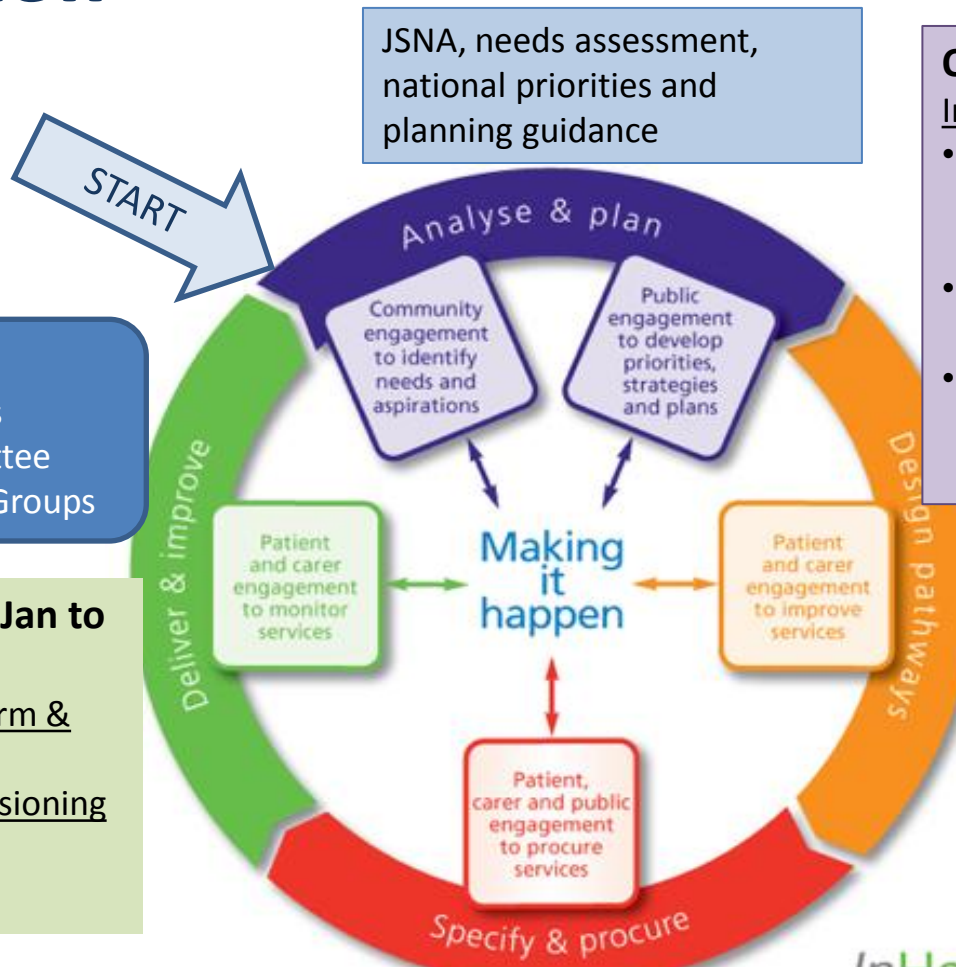 JSNA, needs assessment,
national priorities and
planning guidance
START
Analyse & plan
Community
engagement
to identify
needs and
aspirations
Public
engagement
to develop
priorities,
strategies
and plans
Groups
Deliver & improve
Patient
and carer
engagement
to monitor
services
Making
it
happen
Patient
and carer
engagement
to improve
services
Design pathways
Jan to
&
Patient,
carer and public
engagement
to procure
services
Specify & procure